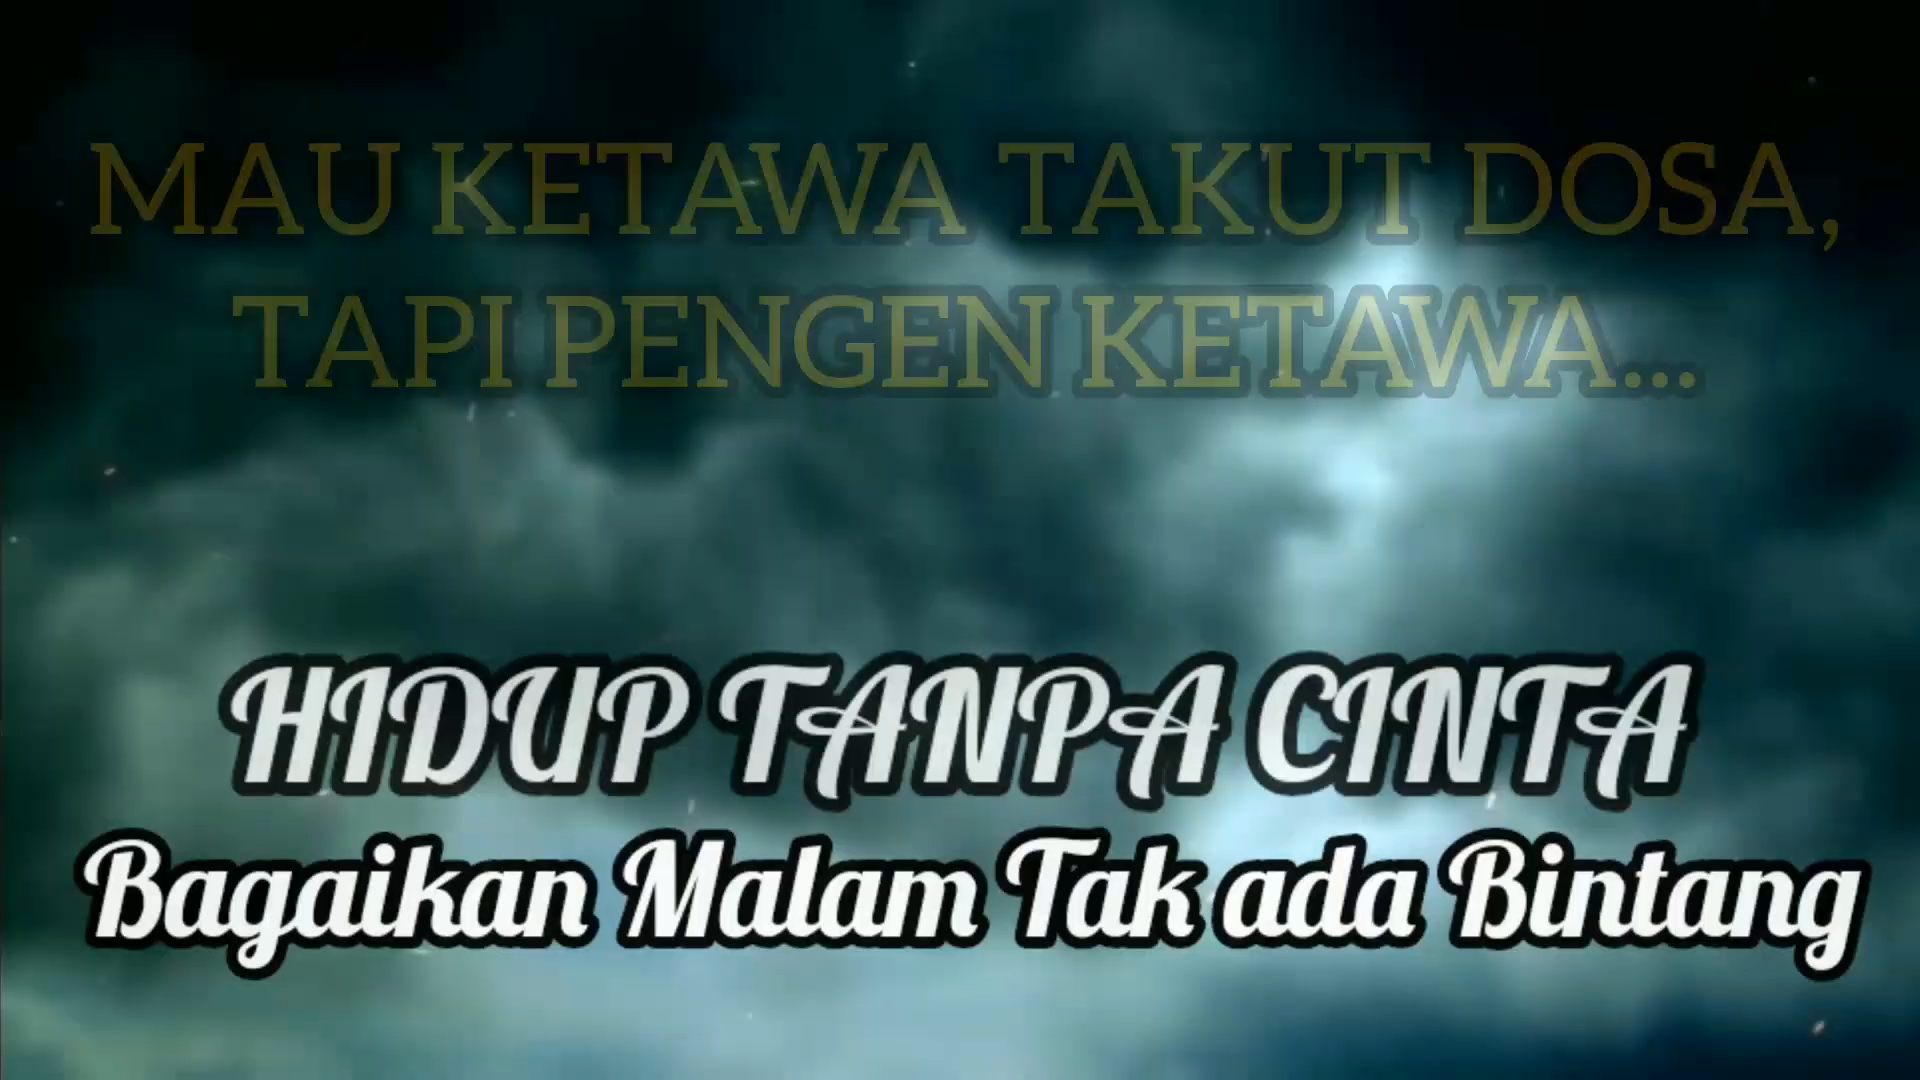 MAU KETAWA TAKUT DOSA,
TAPI PENGEN KETAWA...
HIDUP TANPA CINTA
Bagaikan Malam Tak ada Bintang